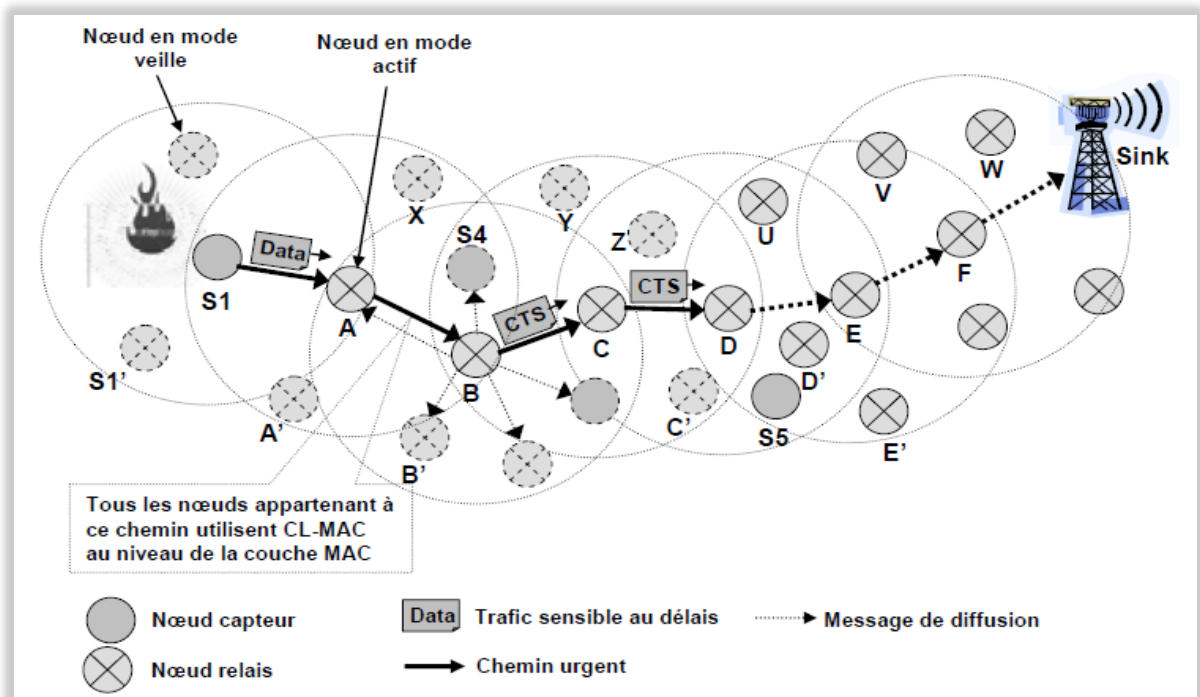 Nœud en mode
veille
Nœud en mode
actif
Sink
W
V
X
Y
S4
Z'
U
Data
F
S1
CTS
CTS
A
C
D
E
S1'
B
D'
A'
C'
S5
B'
E'
Tous les nœuds appartenant à
ce chemin utilisent CL-MAC
au niveau de la couche MAC
Nœud capteur
Data
Trafic sensible au délais
Message de diffusion
Nœud relais
Chemin urgent